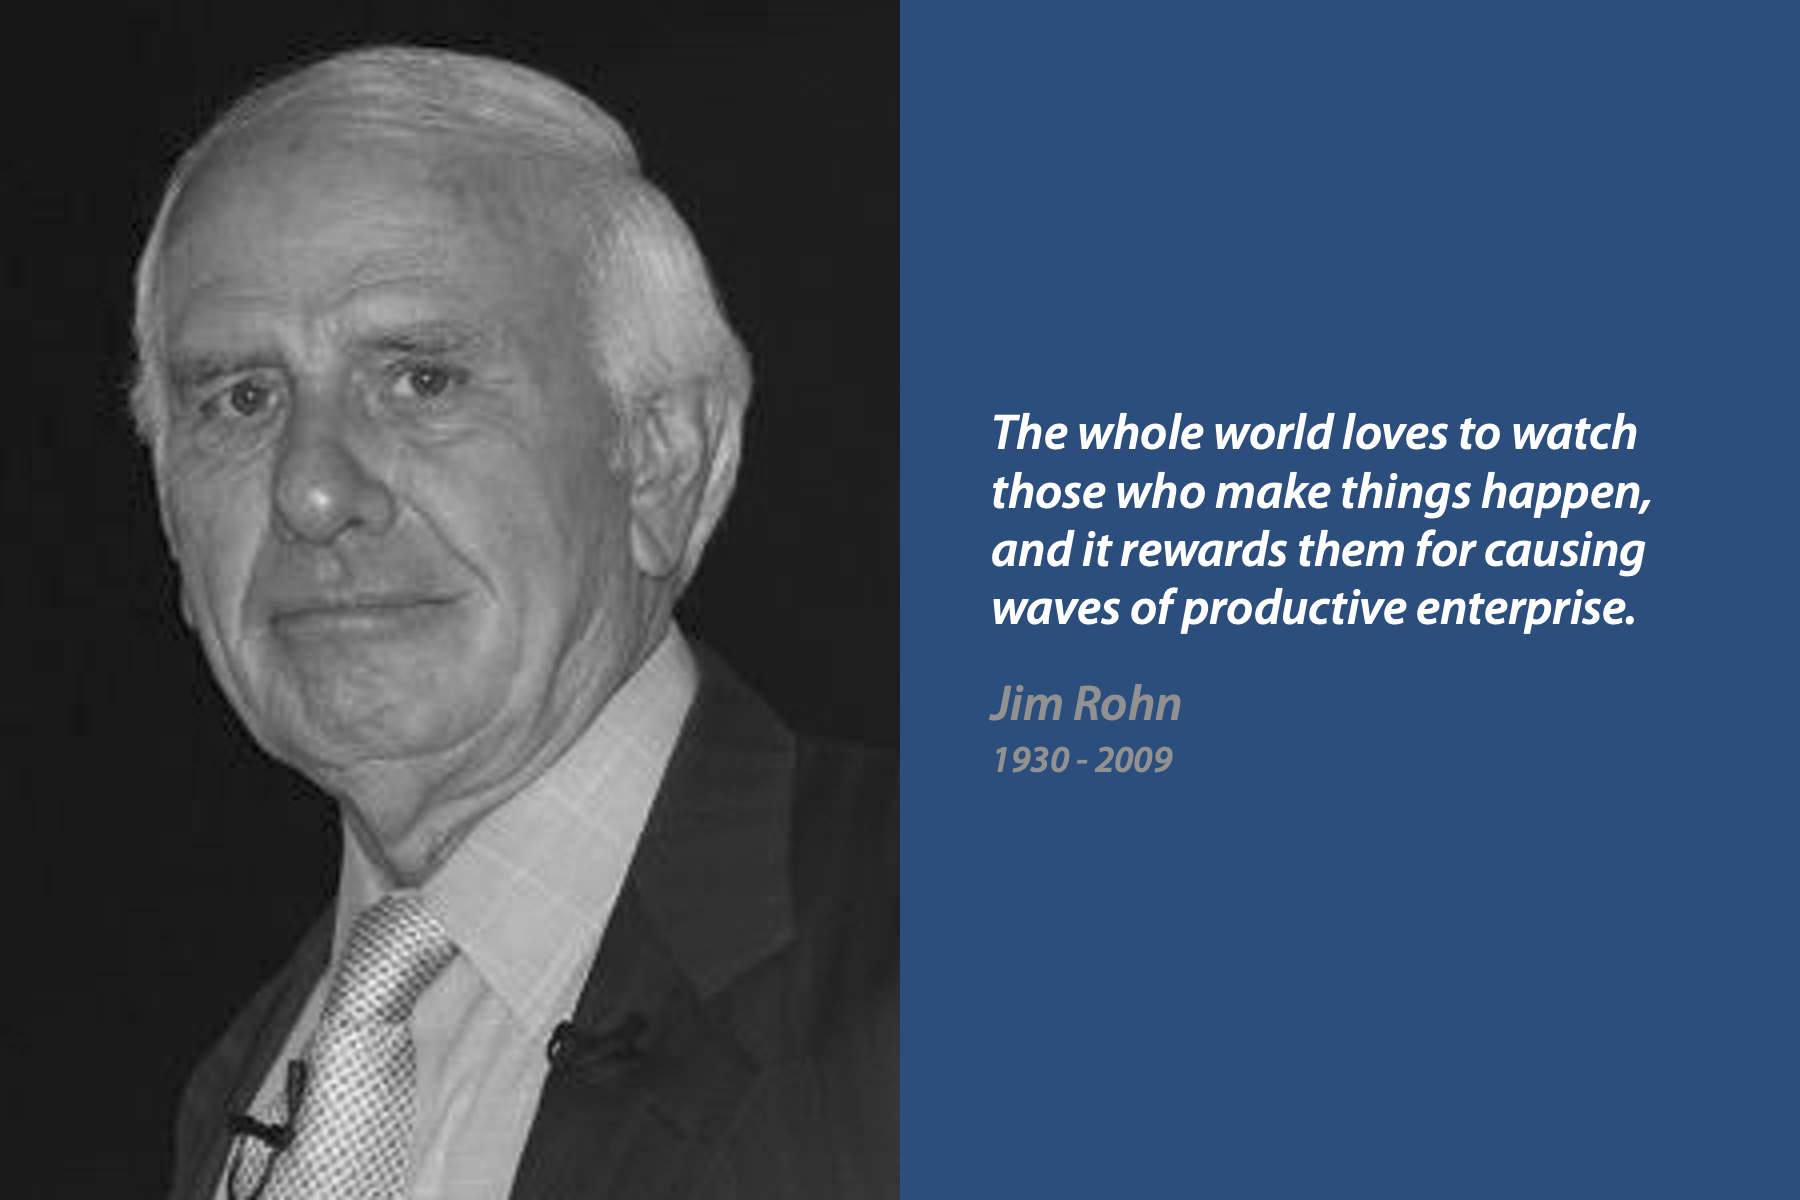 The whole world loves to watch
those who make things happen,
and it rewards them for causing
waves of productive enterprise.
Jim Rohn
1930 - 2009